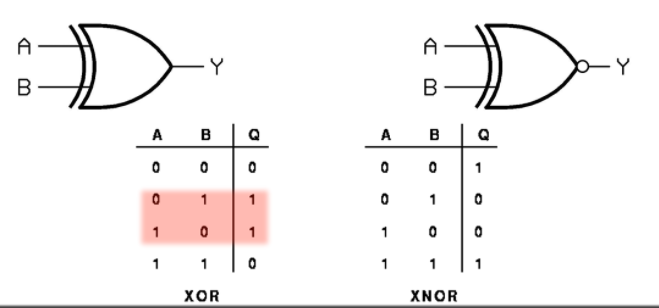 A
B
Y
A B Q
0 0 0
0 1 1
1 0 1
1 1 0
XOR
A
B
Y
A B Q
0 0 1
0 1 0
1 0 0
1 1 1
XNOR